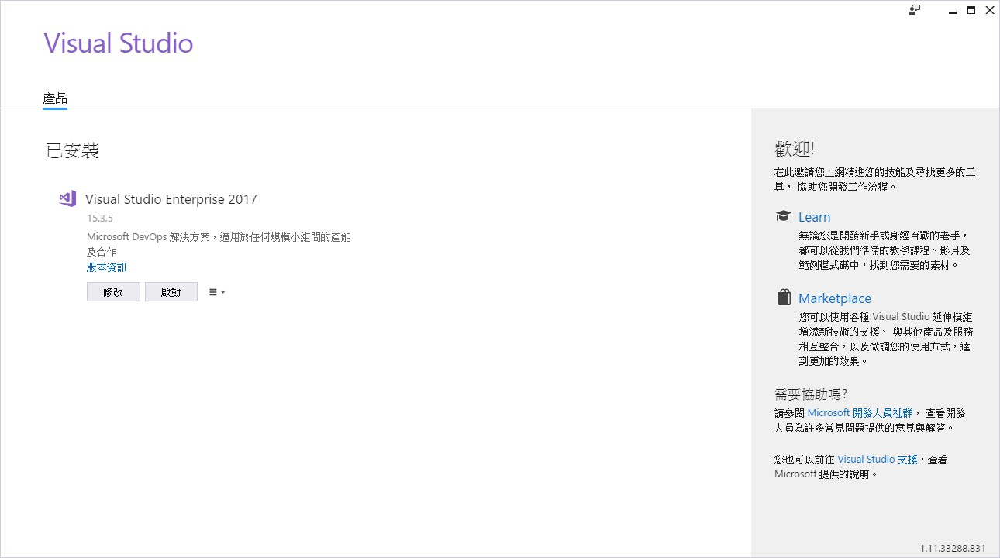 Visual Studio
產品
已安裝
Visual Studio Enterprise 2017
15.3.5
Microsoft DevOps 解決方案，適用於任何規模小組間的產能
及合作
版本資訊
修改
啟動
歡迎!
在此邀請您上網精進您的技能及尋找更多的工
具， 協助您開發工作流程。
Learn
無論您是開發新手或身經百戰的老手，
都可以從我們準備的教學課程、影片及
範例程式碼中，找到您需要的素材。
Marketplace
您可以使用各種 Visual Studio 延伸模組
增添新技術的支援、 與其他產品及服務
相互整合，以及微調您的使用方式，達
到更加的效果。
需要協助嗎?
請參閱 Microsoft 開發人員社群， 查看開發
人員為許多常見問題提供的意見與解答。
您也可以前往 Visual Studio 支援，查看
Microsoft 提供的說明。
1.11.33288.831